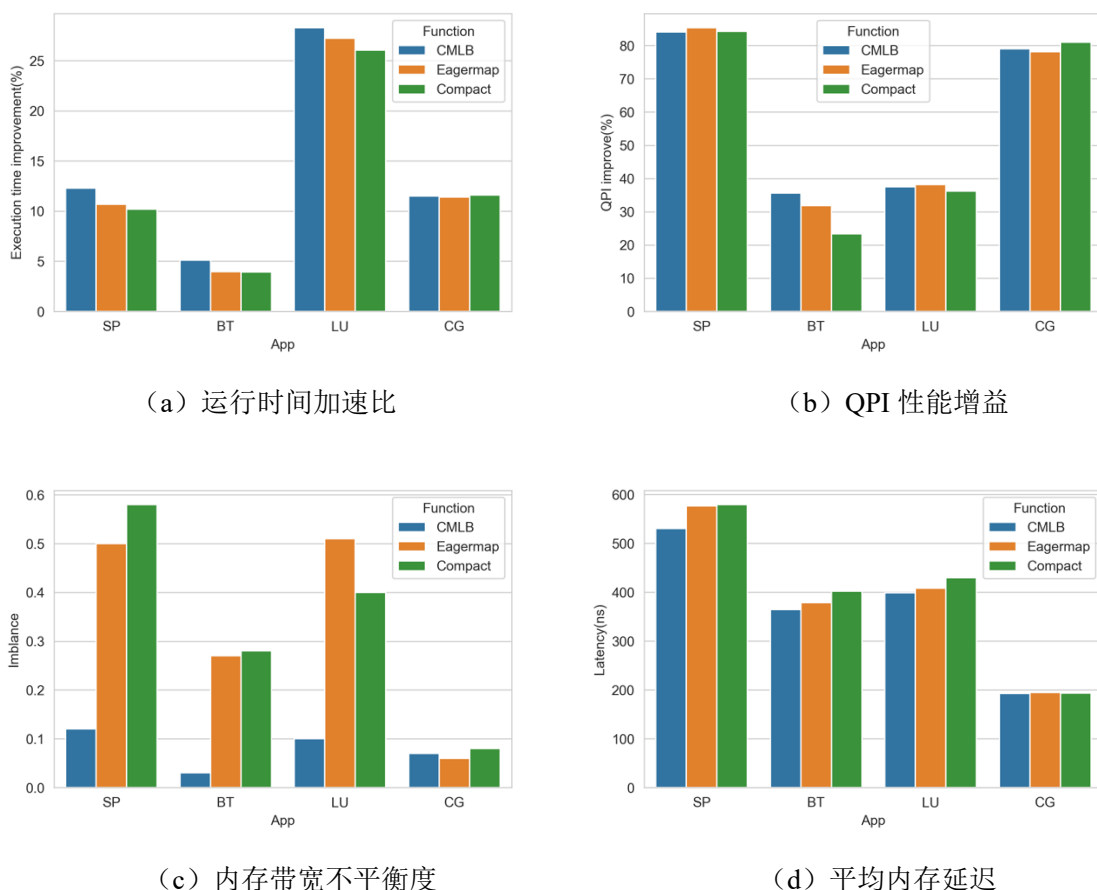 Execution time improvement(%)
25
20
15
10
5
0
SP BT LU CG
App
Function
CMLB
Eagermap
Compact
（a）运行时间加速比
QPI improve(%)
80
70
60
50
40
30
20
10
0
SP BT LU CG
App
Function
CMLB
Eagermap
Compact
（b）QPI 性能增益
Imblance
0.6
0.5
0.4
0.3
0.2
0.1
0.0
SP BT LU CG
App
Function
CMLB
Eagermap
Compact
（c）内存带宽不平衡度
Latency(ns)
600
500
400
300
200
100
0
SP BT LU CG
App
Function
CMLB
Eagermap
Compact
（d）平均内存延迟